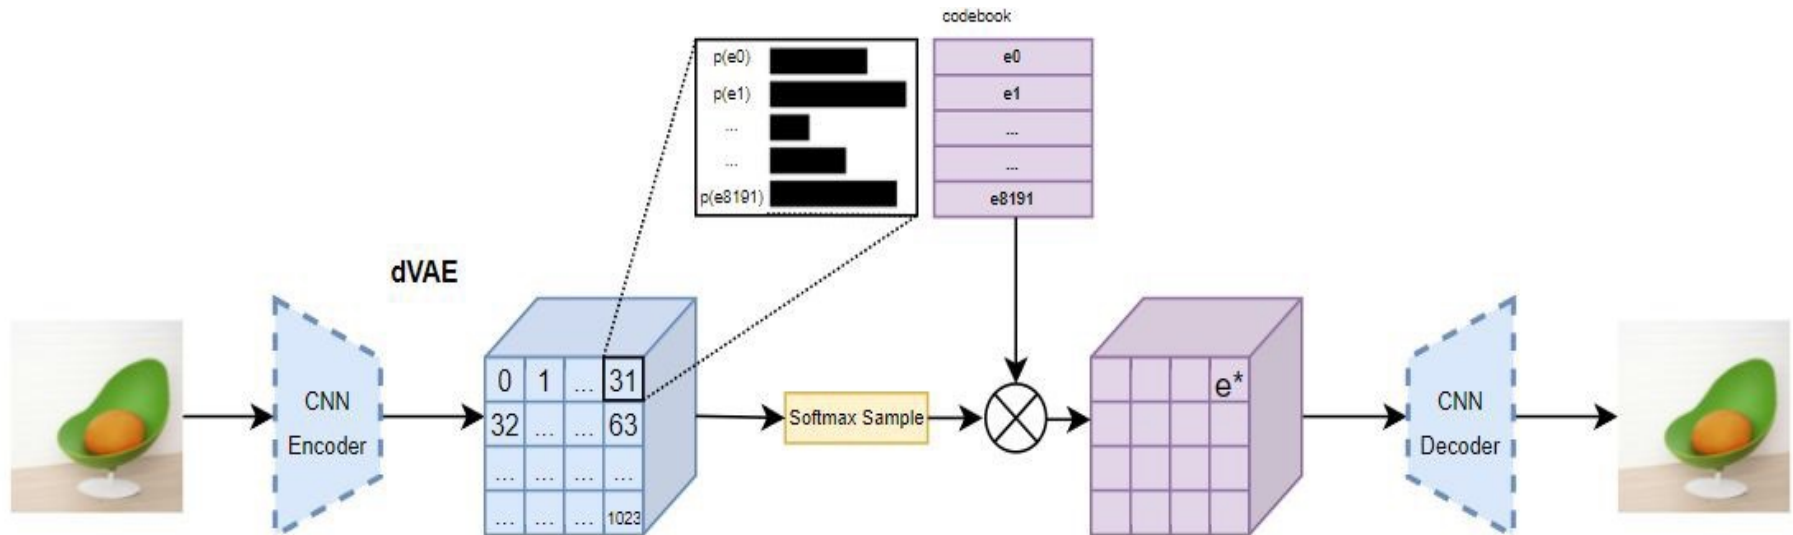 codebook
p(e0)
e0
p(e1)
e1
...
...
...
...
p(e8191)
e8191
dVAE
0 1 ... 31
32 ... ... 63
... ... ... ...
... ... ... 1023
CNN
Encoder
Softmax Sample
e*
CNN
Decoder